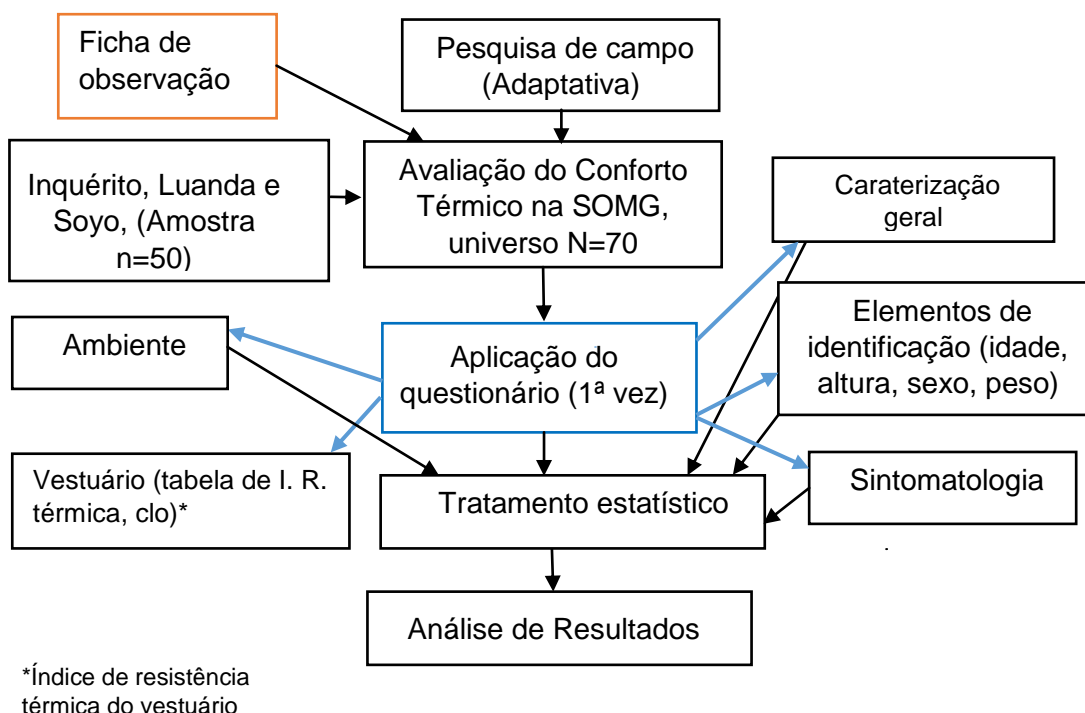 Ficha de
observação
Pesquisa de campo
(Adaptativa)
Inquérito, Luanda e
Soyo, (Amostra
n=50)
Avaliação do Conforto
Térmico na SOMG,
universo N=70
Caraterização
geral
Ambiente
Aplicação do
questionário (1ª vez)
Elementos de
identificação (idade,
altura, sexo, peso)
Vestuário (tabela de I. R.
térmica, clo)*
Tratamento estatístico
Sintomatologia
Análise de Resultados
*Índice de resistência
térmica do vestuário